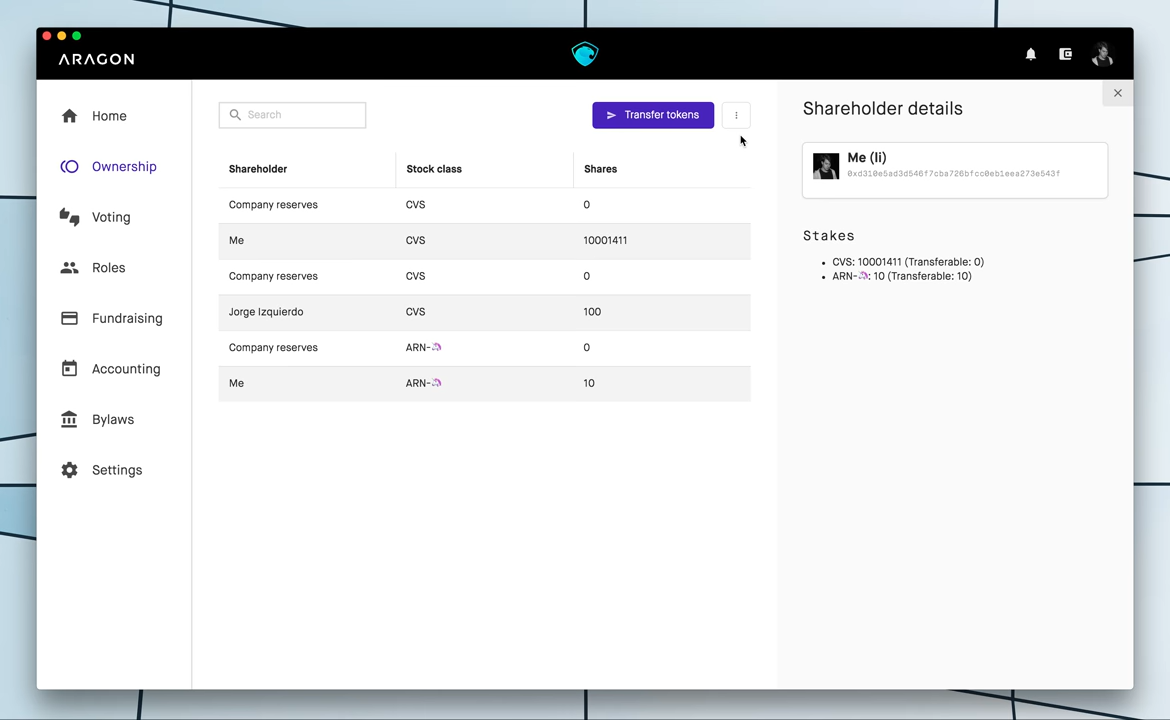 ARAGON
Home
Ownership
Voting
Roles
Fundraising
Accounting
Bylaws
Settings
Search
Transfer tokens
Shareholder Stock class Shares
Company reserves CVS 0
Me CVS 10001411
Company reserves CVS 0
Jorge Izquierdo CVS 100
Company reserves ARN-🦄 0
Me ARN-🦄 10
Shareholder details
Me (li)
0xd310e5ad3d546f7cba726bfcc0eb1eea273e543f
Stakes
• CVS: 10001411 (Transferable: 0)
• ARN-🦄: 10 (Transferable: 10)